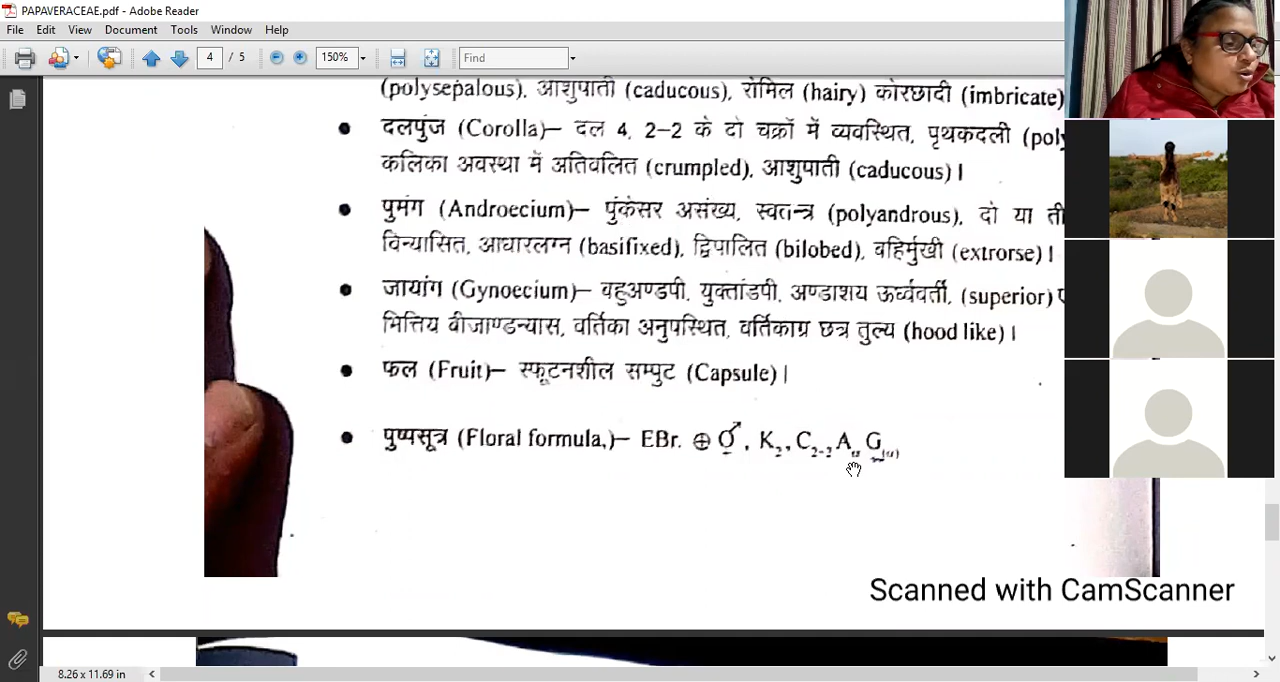 PAPAVERACEAE.pdf - Adobe Reader
File Edit View Document Tools Window Help
4 / 5 150% Find
(polysepalous), आशुपाती (caducous), रोमिल (hairy) कोरछादी (imbricate)
• दलपुंज (Corolla)– दल 4, 2–2 के दो चक्रों में व्यवस्थित, पृथकदली (poly
कलिका अवस्था में अतिवलित (crumpled), आशुपाती (caducous)।
• पुमंग (Androecium)– पुंकेसर असंख्य, स्वतन्त्र (polyandrous), दो या ती
विन्यासित, आधारलग्न (basifixed), द्विपालित (bilobed), वहिर्मुखी (extrorse)।
• जायांग (Gynoecium)– बहुअण्डपी, युक्तांडपी, अण्डाशय ऊर्ध्ववर्ती, (superior)
भित्तिय बीजाण्डन्यास, वर्तिका अनुपस्थित, वर्तिकाग्र छत्र तुल्य (hood like)।
• फल (Fruit)– स्फूटनशील सम्पुट (Capsule)|
• पुष्पसूत्र (Floral formula,)– EBr. ⊕ ⚥, K₂, C₂₋₂ A G
Scanned with CamScanner
8.26 x 11.69 in